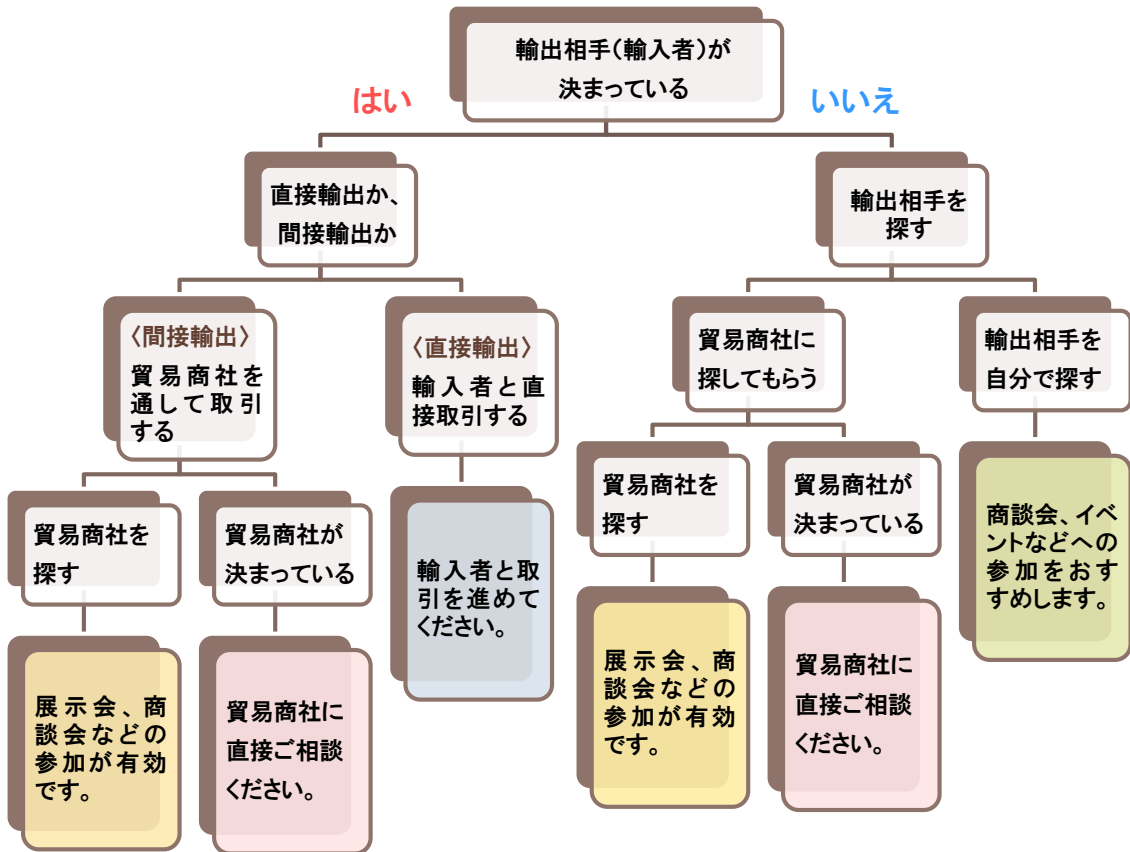 輸出相手(輸入者)が
決まっている
はい
いいえ
直接輸出か、
間接輸出か
輸出相手を
探す
〈間接輸出〉
貿易商社を
通して取引
する
〈直接輸出〉
輸入者と直
接取引する
貿易商社に
探してもらう
輸出相手を
自分で探す
貿易商社を
探す
貿易商社が
決まっている
輸入者と取
引を進めて
ください。
貿易商社を
探す
貿易商社が
決まっている
商談会、イベ
ントなどへの
参加をおす
すめします。
展示会、商
談会などの
参加が有効
です。
貿易商社に
直接ご相談
ください。
展示会、商
談会などの
参加が有効
です。
貿易商社に
直接ご相談
ください。